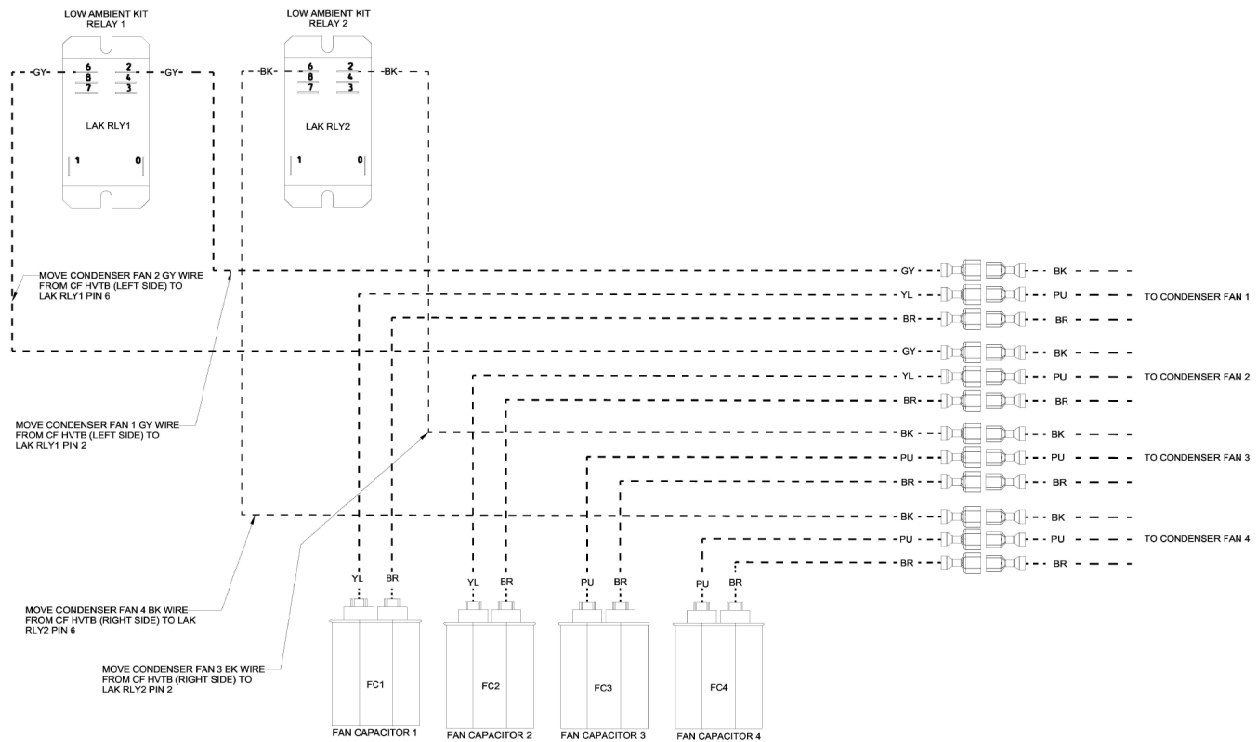 LOW AMBIENT KIT
RELAY 1
LOW AMBIENT KIT
RELAY 2
GY 6 2 GY
8 4
7 3
LAK RLY1
1 0
BK 6 2 BK
8 4
7 3
LAK RLY2
1 0
MOVE CONDENSER FAN 2 GY WIRE
FROM CF HVTB (LEFT SIDE) TO
LAK RLY1 PIN 6
MOVE CONDENSER FAN 1 GY WIRE
FROM CF HVTB (LEFT SIDE) TO
LAK RLY1 PIN 2
MOVE CONDENSER FAN 4 BK WIRE
FROM CF HVTB (RIGHT SIDE) TO LAK
RLY2 PIN 6
MOVE CONDENSER FAN 3 BK WIRE
FROM CF HVTB (RIGHT SIDE) TO
LAK RLY2 PIN 2
GY BK
YL PU TO CONDENSER FAN 1
BR BR
GY BK
YL PU TO CONDENSER FAN 2
BR BR
BK BK
PU PU TO CONDENSER FAN 3
BR BR
BK BK
PU PU TO CONDENSER FAN 4
BR BR
YL BR
YL BR
PU BR
PU BR
FC1
FC2
FC3
FC4
FAN CAPACITOR 1
FAN CAPACITOR 2
FAN CAPACITOR 3
FAN CAPACITOR 4